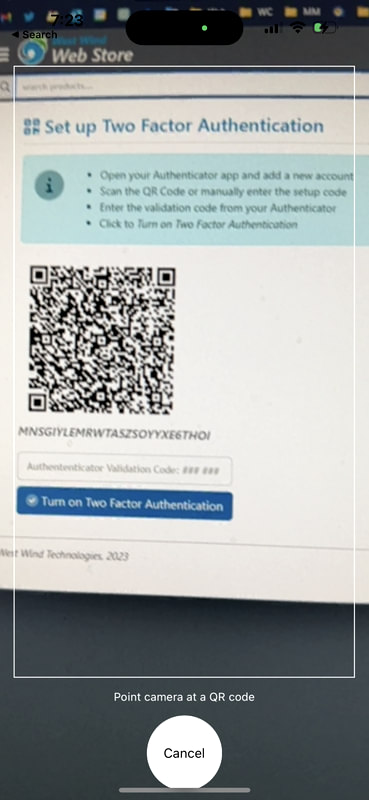 7:23
Search
WC
MM
West Wind
Web Store
search products...
Set up Two Factor Authentication
Open your Authenticator app and add a new account
Scan the QR Code or manually enter the setup code
Enter the validation code from your Authenticator
Click to Turn on Two Factor Authentication
MNSGIYLEMRWTASZSOYYXE6THOI
Authententicator Validation Code: ### ###
Turn on Two Factor Authentication
West Wind Technologies, 2023
Point camera at a QR code
Cancel